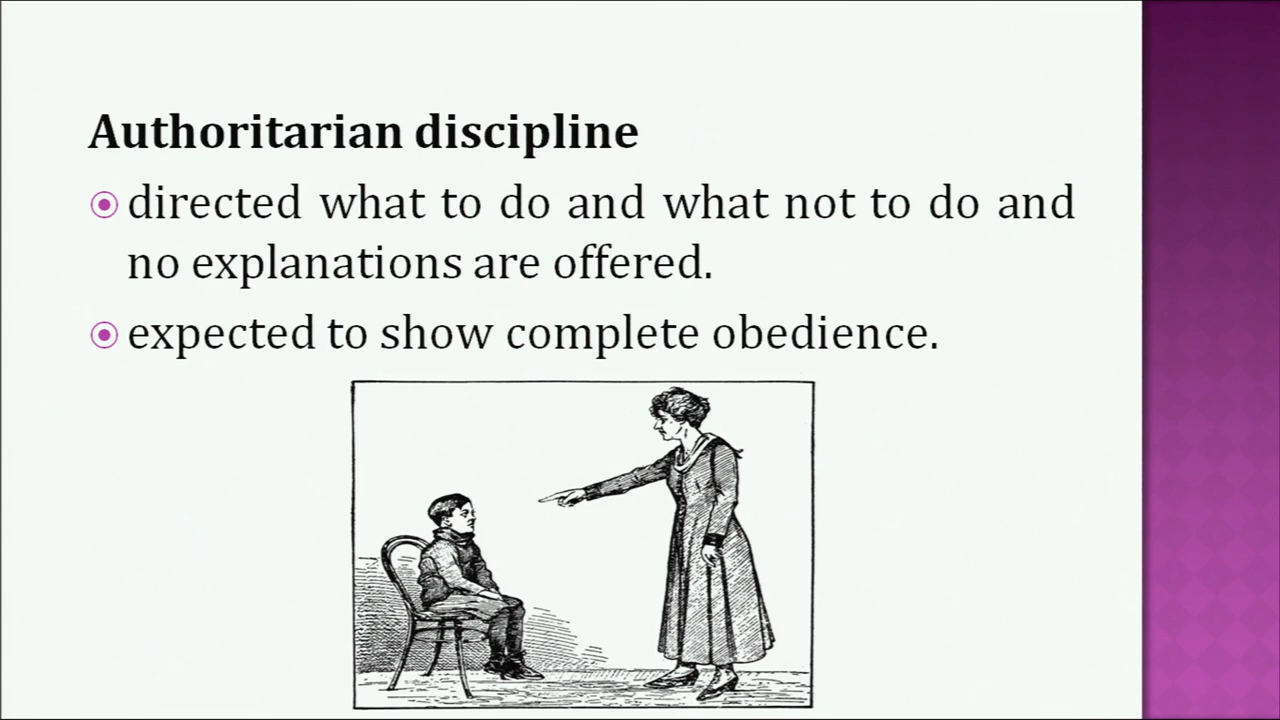 Authoritarian discipline
directed what to do and what not to do and
no explanations are offered.
expected to show complete obedience.